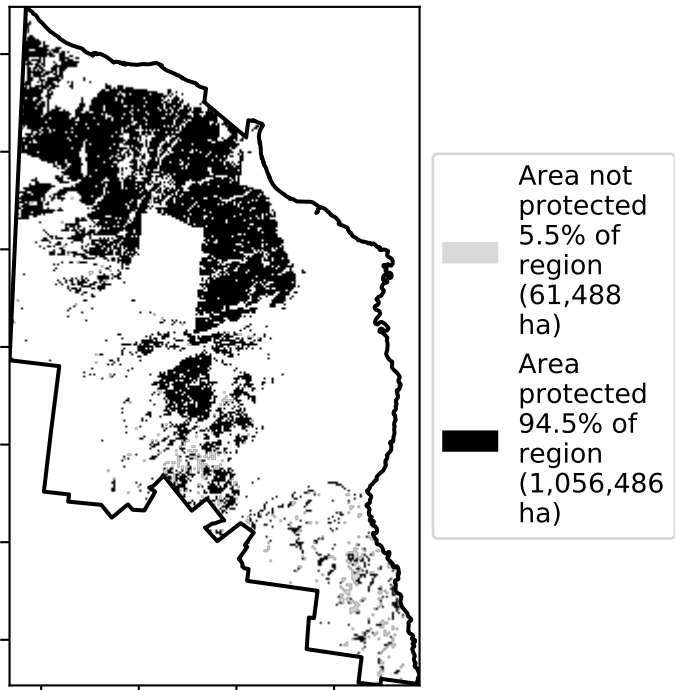 Area not
protected
5.5% of
region
(61,488
ha)
Area
protected
94.5% of
region
(1,056,486
ha)